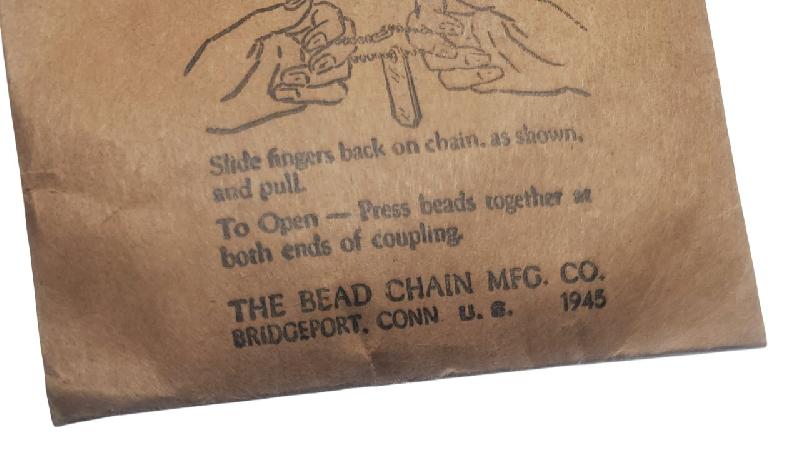 Slide fingers back on chain, as shown,
and pull.
To Open — Press beads together at
both ends of coupling.
THE BEAD CHAIN MFG. CO.
BRIDGEPORT, CONN U. S. 1945